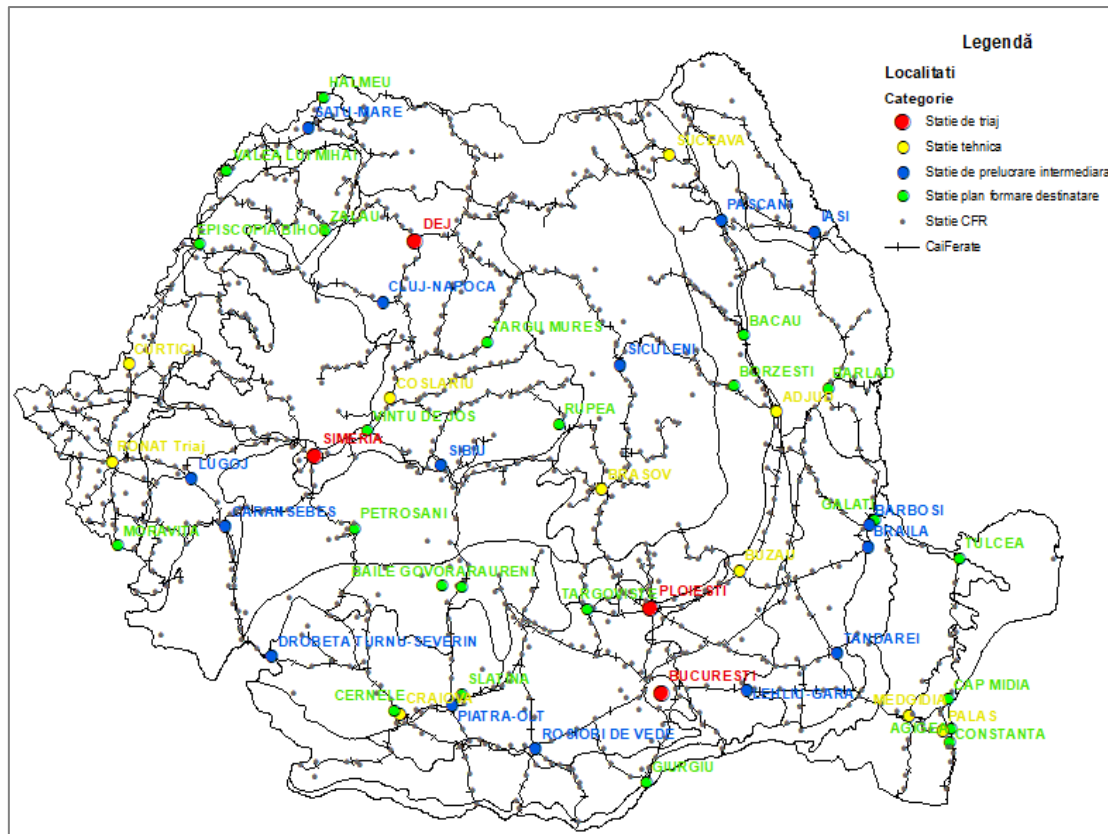 Legendă
Localitati
Categorie
Statie de triaj
Statie tehnica
Statie de prelucrare intermediara
Statie plan formare destinatare
Statie CFR
CaiFerate
HALMEU
SATU-MARE
VALEA LUI MIHAI
SUCEAVA
ZALAU
DEJ
PASCANI
IASI
EPISCOPIA BIHOR
CLUJ-NAPOCA
TARGU MURES
BACAU
CURTICI
SICULENI
COSLARIU
BORZESTI
BARLAD
ADJUD
VINTU DE JOS
RUPEA
SIMERIA
RONAT Triaj
LUGOJ
SIBIU
BRASOV
CARANSEBES
PETROSANI
GALATI
BARBOSI
BRAILA
MORAVITA
BUZAU
TULCEA
BAILE GOVORA
RAURENI
TARGOVISTE
PLOIESTI
DROBETA TURNU-SEVERIN
TANDAREI
BUCURESTI
SLATINA
CERNELE
CRAIOVA
PIATRA-OLT
LEHLIU-GARA
CAP MIDIA
MEDGIDIA
PALAS
AGIGEA
CONSTANTA
ROSIORI DE VEDE
GIURGIU